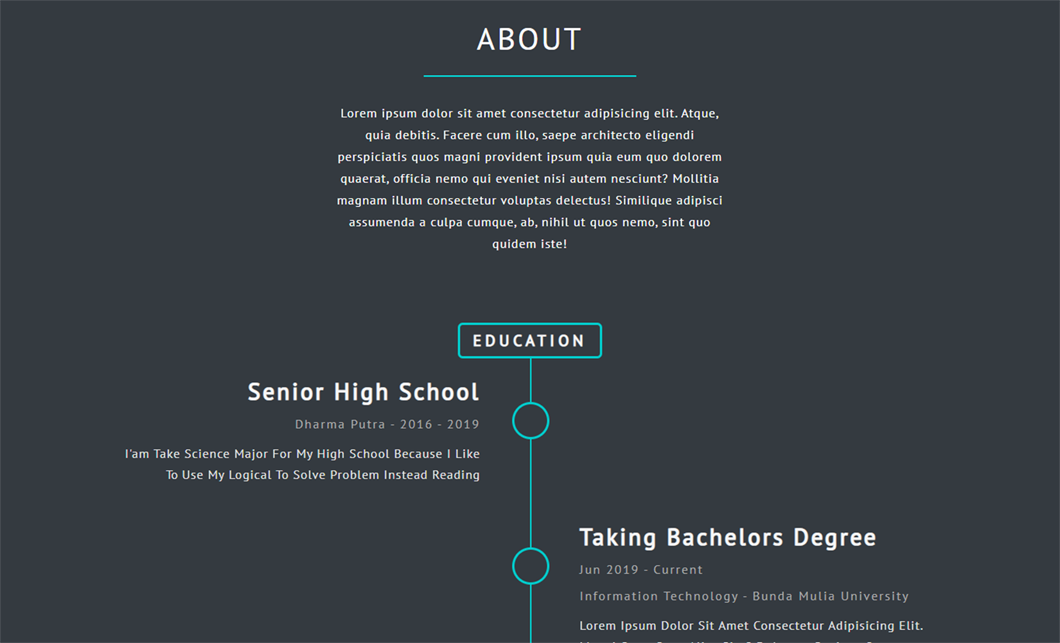 ABOUT
Lorem ipsum dolor sit amet consectetur adipisicing elit. Atque,
quia debitis. Facere cum illo, saepe architecto eligendi
perspiciatis quos magni provident ipsum quia eum quo dolorem
quaerat, officia nemo qui eveniet nisi autem nesciunt? Mollitia
magnam illum consectetur voluptas delectus! Similique adipisci
assumenda a culpa cumque, ab, nihil ut quos nemo, sint quo
quidem iste!
EDUCATION
Senior High School
Dharma Putra - 2016 - 2019
I'am Take Science Major For My High School Because I Like
To Use My Logical To Solve Problem Instead Reading
Taking Bachelors Degree
Jun 2019 - Current
Information Technology - Bunda Mulia University
Lorem Ipsum Dolor Sit Amet Consectetur Adipisicing Elit.